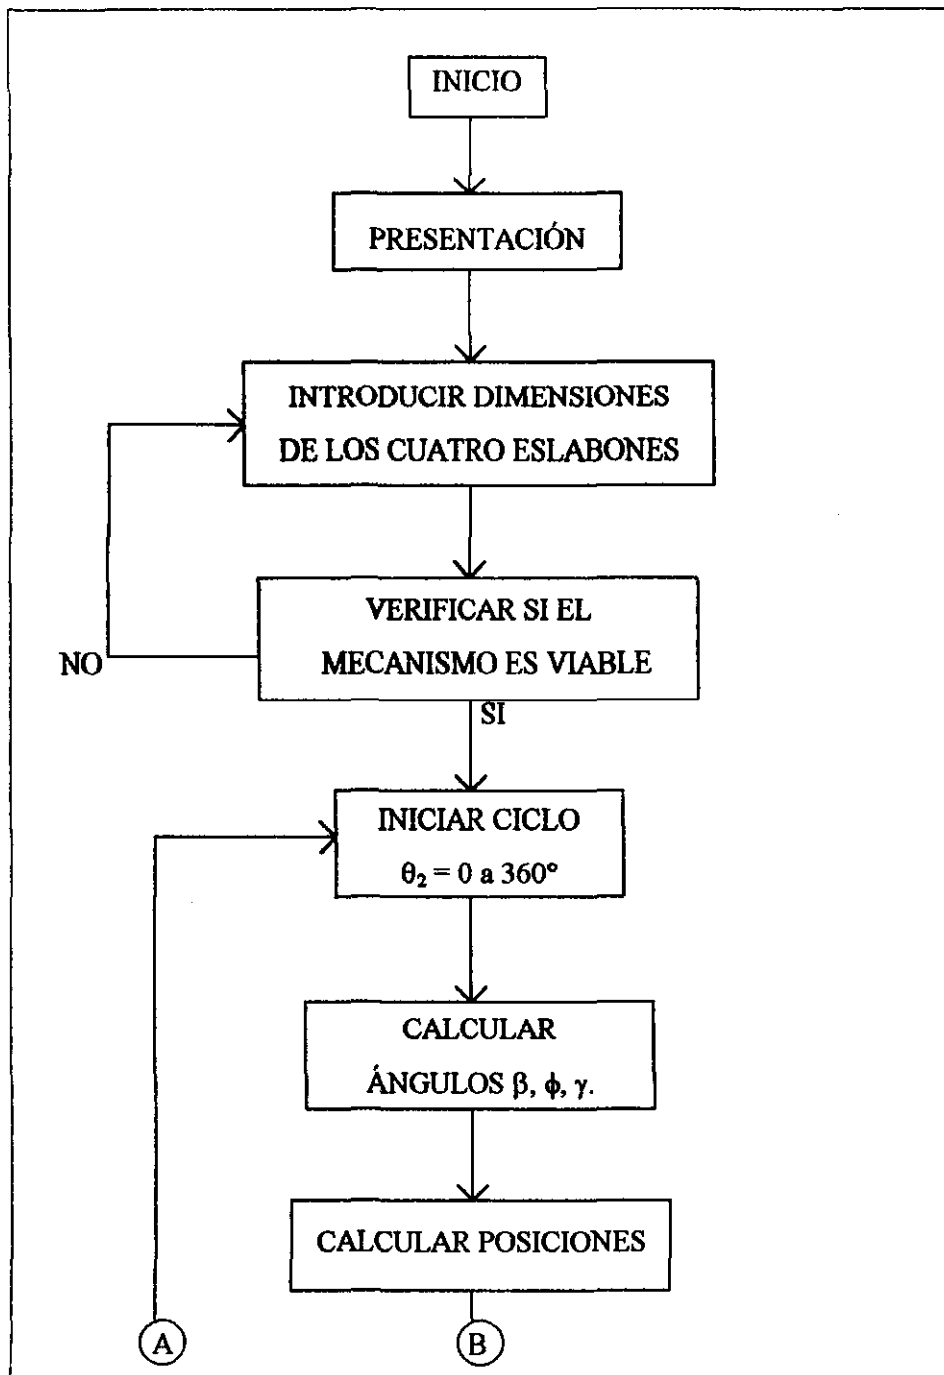 INICIO
PRESENTACIÓN
INTRODUCIR DIMENSIONES
DE LOS CUATRO ESLABONES
VERIFICAR SI EL
MECANISMO ES VIABLE
NO
SI
INICIAR CICLO
θ₂ = 0 a 360°
CALCULAR
ÁNGULOS β, ϕ, γ.
CALCULAR POSICIONES
A
B